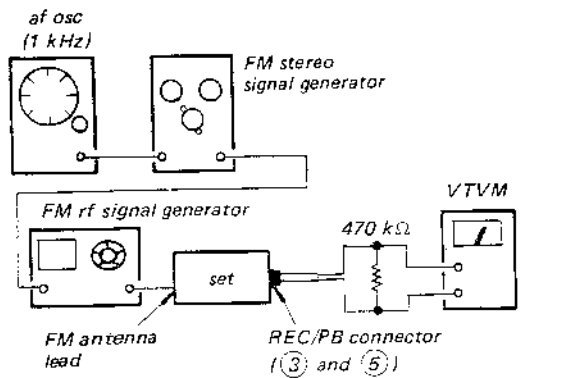 af osc
(1 kHz)
FM stereo
signal generator
VTVM
FM rf signal generator
470 kΩ
set
FM antenna
lead
REC/PB connector
(③ and ⑤)